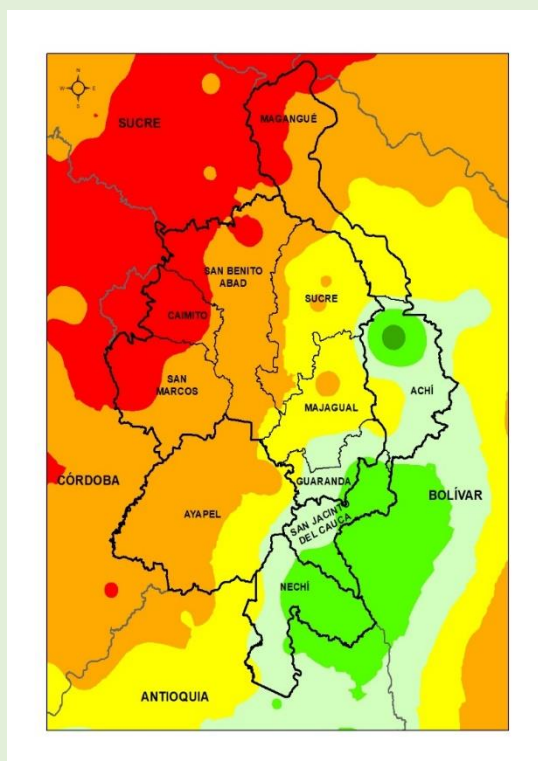 N
W E
S
SUCRE
MAGANGUÉ
SAN BENITO
ABAD
SUCRE
CAIMITO
SAN
MARCOS
ACHÍ
MAJAGUAL
CÓRDOBA
GUARANDA
BOLÍVAR
AYAPEL
SAN JACINTO
DEL CAUCA
NECHÍ
ANTIOQUIA